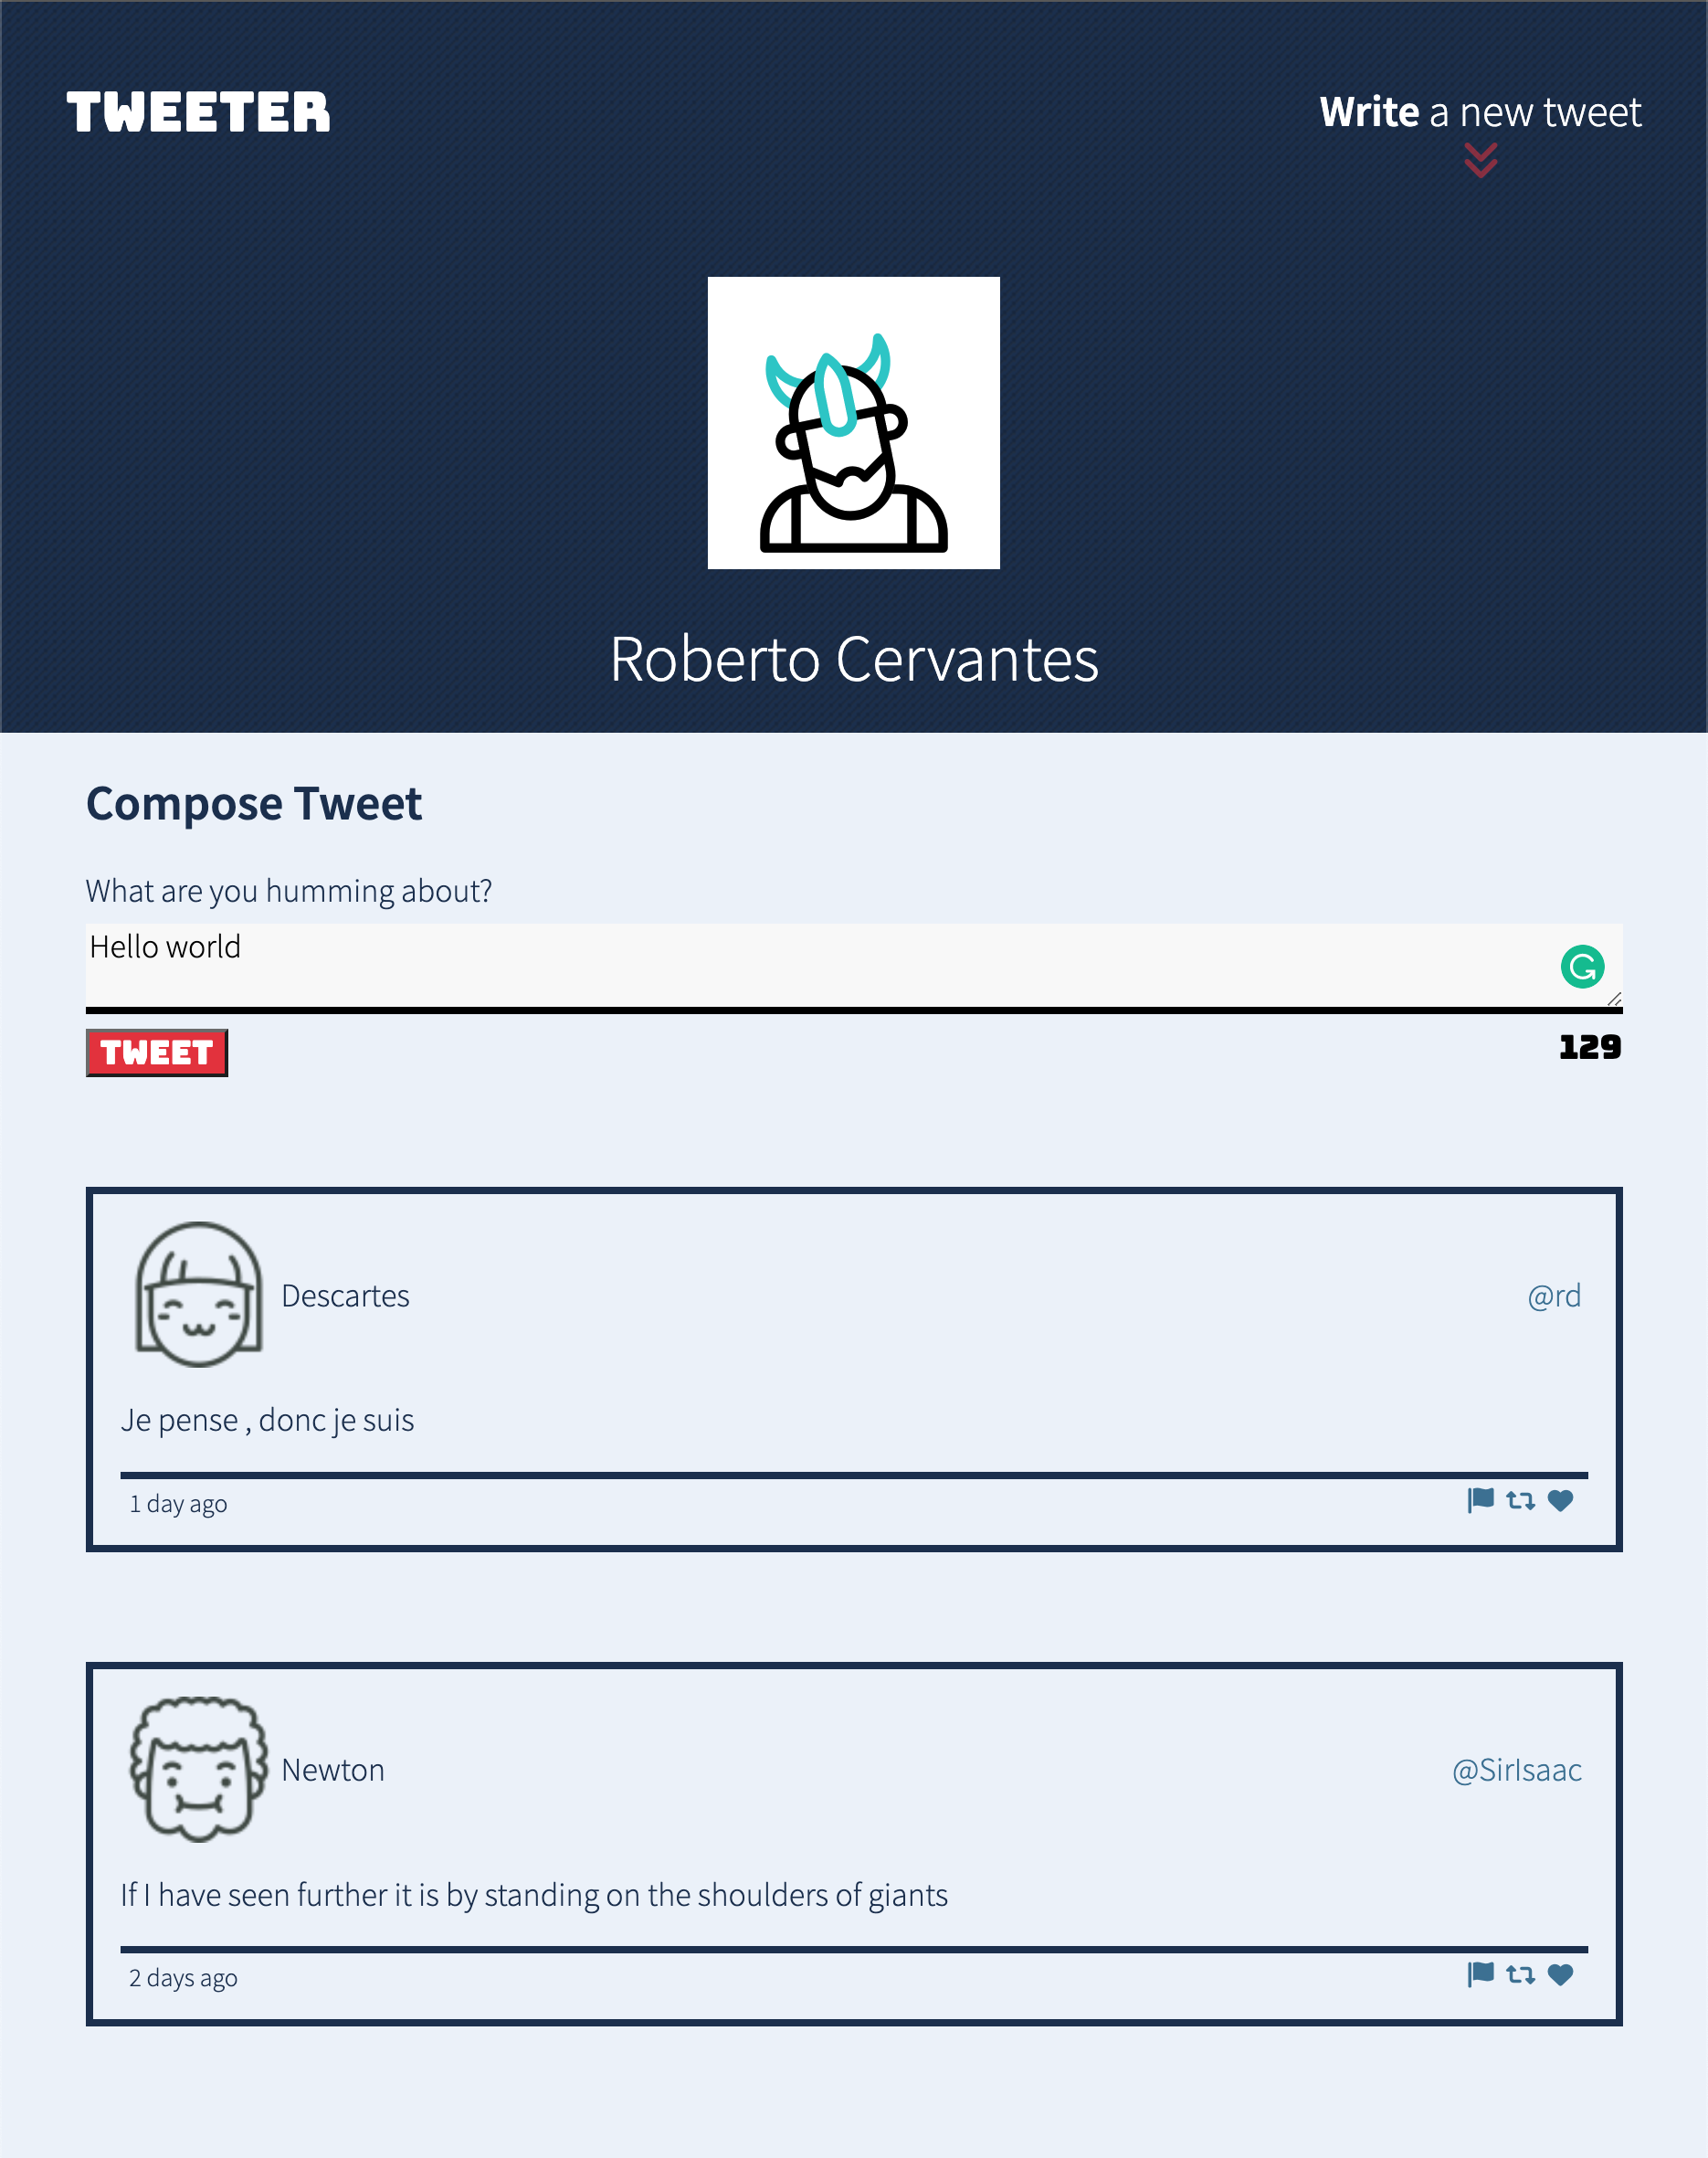 TWEETER
Write a new tweet
Roberto Cervantes
Compose Tweet
What are you humming about?
Hello world
TWEET
129
Descartes
@rd
Je pense , donc je suis
1 day ago
Newton
@SirIsaac
If I have seen further it is by standing on the shoulders of giants
2 days ago